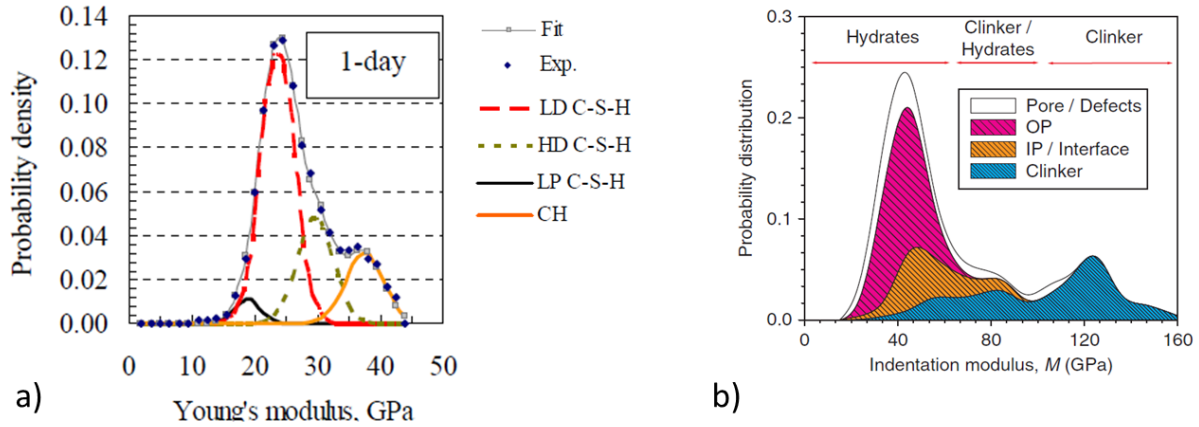 0.14
0.12
0.10
0.08
0.06
0.04
0.02
0.00
Probability density
1-day
0 10 20 30 40 50
Young's modulus, GPa
Fit
Exp.
LD C-S-H
HD C-S-H
LP C-S-H
CH
a)
Hydrates
Clinker /
Hydrates
Clinker
0.3
0.2
0.1
0.0
Probability distribution
Pore / Defects
OP
IP / Interface
Clinker
0 40 80 120 160
Indentation modulus, M (GPa)
b)